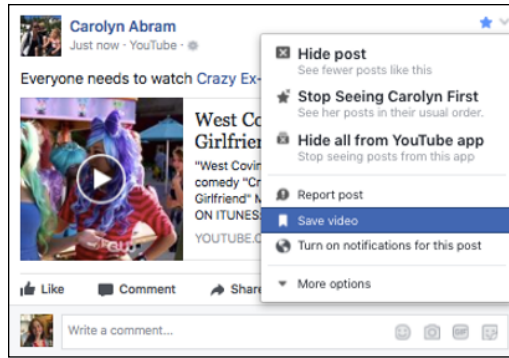 Carolyn Abram
Just now · YouTube ·
Everyone needs to watch Crazy Ex-
West Co
Girlfrie
"West Covin
comedy "Cr
Girlfriend" M
ON ITUNES:
YOUTUBE.C
Hide post
See fewer posts like this
Stop Seeing Carolyn First
See her posts in their usual order.
Hide all from YouTube app
Stop seeing posts from this app
Report post
Save video
Turn on notifications for this post
More options
Like Comment Share
Write a comment...
GIF